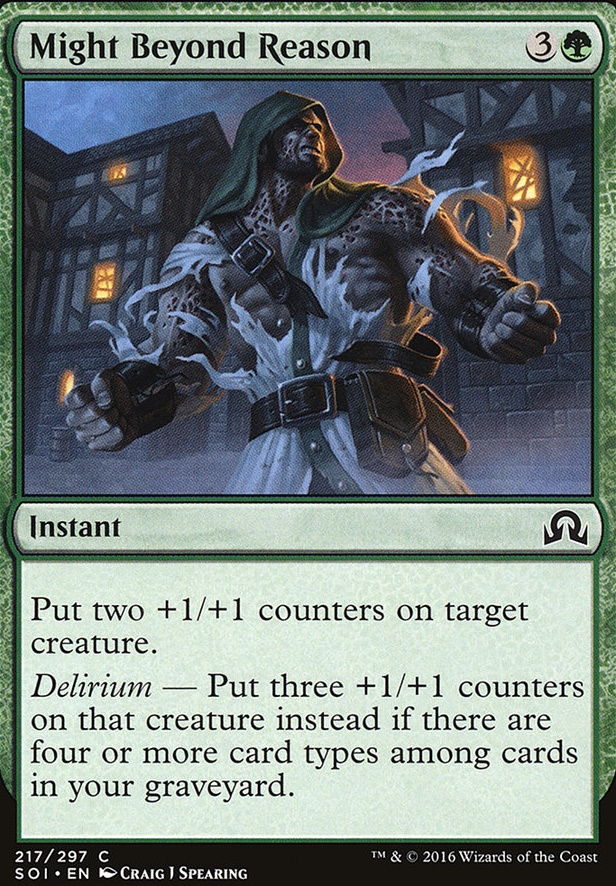 Might Beyond Reason 3
Instant
Put two +1/+1 counters on target
creature.
Delirium — Put three +1/+1 counters
on that creature instead if there are
four or more card types among cards
in your graveyard.
217/297 C
SOI • EN Craig J Spearing
™ & © 2016 Wizards of the Coast